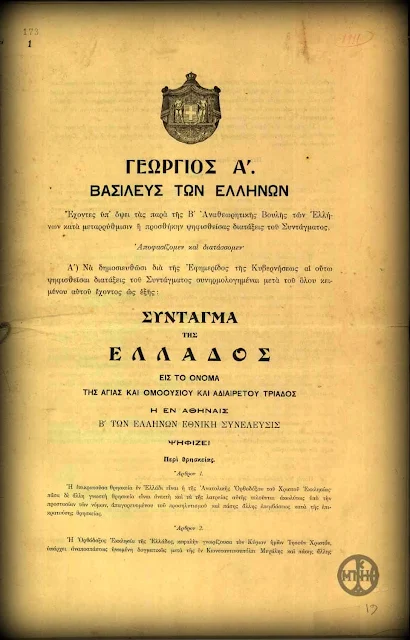 173
1
ΓΕΩΡΓΙΟΣ Α'.
ΒΑΣΙΛΕΥΣ ΤΩΝ ΕΛΛΗΝΩΝ
Ἔχοντες ὑπ' ὄψει τὰς παρὰ τῆς Β' Ἀναθεωρητικῆς Βουλῆς τῶν Ἑλλή-
νων κατὰ μεταρρύθμισιν ἢ προσθήκην ψηφισθείσας διατάξεις τοῦ Συντάγματος.
Ἀποφασίζομεν καὶ διατάσσομεν
Α') Νὰ δημοσιευθῶσι διὰ τῆς Ἐφημερίδος τῆς Κυβερνήσεως αἱ οὕτω
ψηφισθεῖσαι διατάξεις τοῦ Συντάγματος συνηρμολογημέναι μετὰ τοῦ ὅλου κει-
μένου αὐτοῦ ἔχοντος ὡς ἑξῆς:
ΣΥΝΤΑΓΜΑ
ΤΗΣ
ΕΛΛΑΔΟΣ
ΕΙΣ ΤΟ ΟΝΟΜΑ
ΤΗΣ ΑΓΙΑΣ ΚΑΙ ΟΜΟΟΥΣΙΟΥ ΚΑΙ ΑΔΙΑΙΡΕΤΟΥ ΤΡΙΑΔΟΣ
Η ΕΝ ΑΘΗΝΑΙΣ
Β' ΤΩΝ ΕΛΛΗΝΩΝ ΕΘΝΙΚΗ ΣΥΝΕΛΕΥΣΙΣ
ΨΗΦΙΖΕΙ
Περὶ θρησκείας.
Ἄρθρον 1.
Ἡ ἐπικρατοῦσα θρησκεία ἐν Ἑλλάδι εἶναι ἡ τῆς Ἀνατολικῆς Ὀρθοδόξου τοῦ Χριστοῦ Ἐκκλησίας
πᾶσα δὲ ἄλλη γνωστὴ θρησκεία εἶναι ἀνεκτὴ καὶ τὰ τῆς λατρείας αὐτῆς τελοῦνται ἀκωλύτως ὑπὸ τὴν
προστασίαν τῶν νόμων, ἀπαγορευομένου τοῦ προσηλυτισμοῦ καὶ πάσης ἄλλης ἐπεμβάσεως κατὰ τῆς ἐπι-
κρατούσης θρησκείας.
Ἄρθρον 2.
Ἡ Ὀρθόδοξος Ἐκκλησία τῆς Ἑλλάδος, κεφαλὴν γνωρίζουσα τὸν Κύριον ἡμῶν Ἰησοῦν Χριστόν,
ὑπάρχει ἀναποσπάστως ἡνωμένη δογματικῶς μετὰ τῆς ἐν Κωνσταντινουπόλει Μεγάλης καὶ πάσης ἄλλης